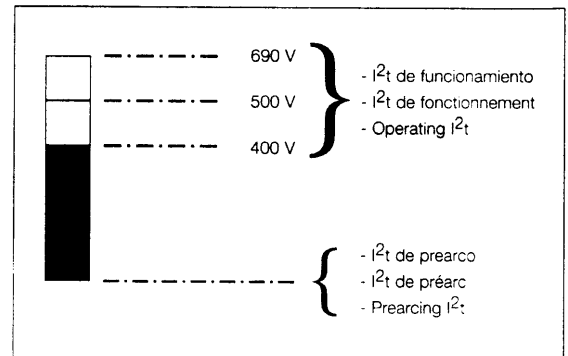 690 V
500 V
400 V
- I²t de funcionamiento
- I²t de fonctionnement
- Operating I²t
- I²t de prearco
- I²t de préarc
- Prearcing I²t